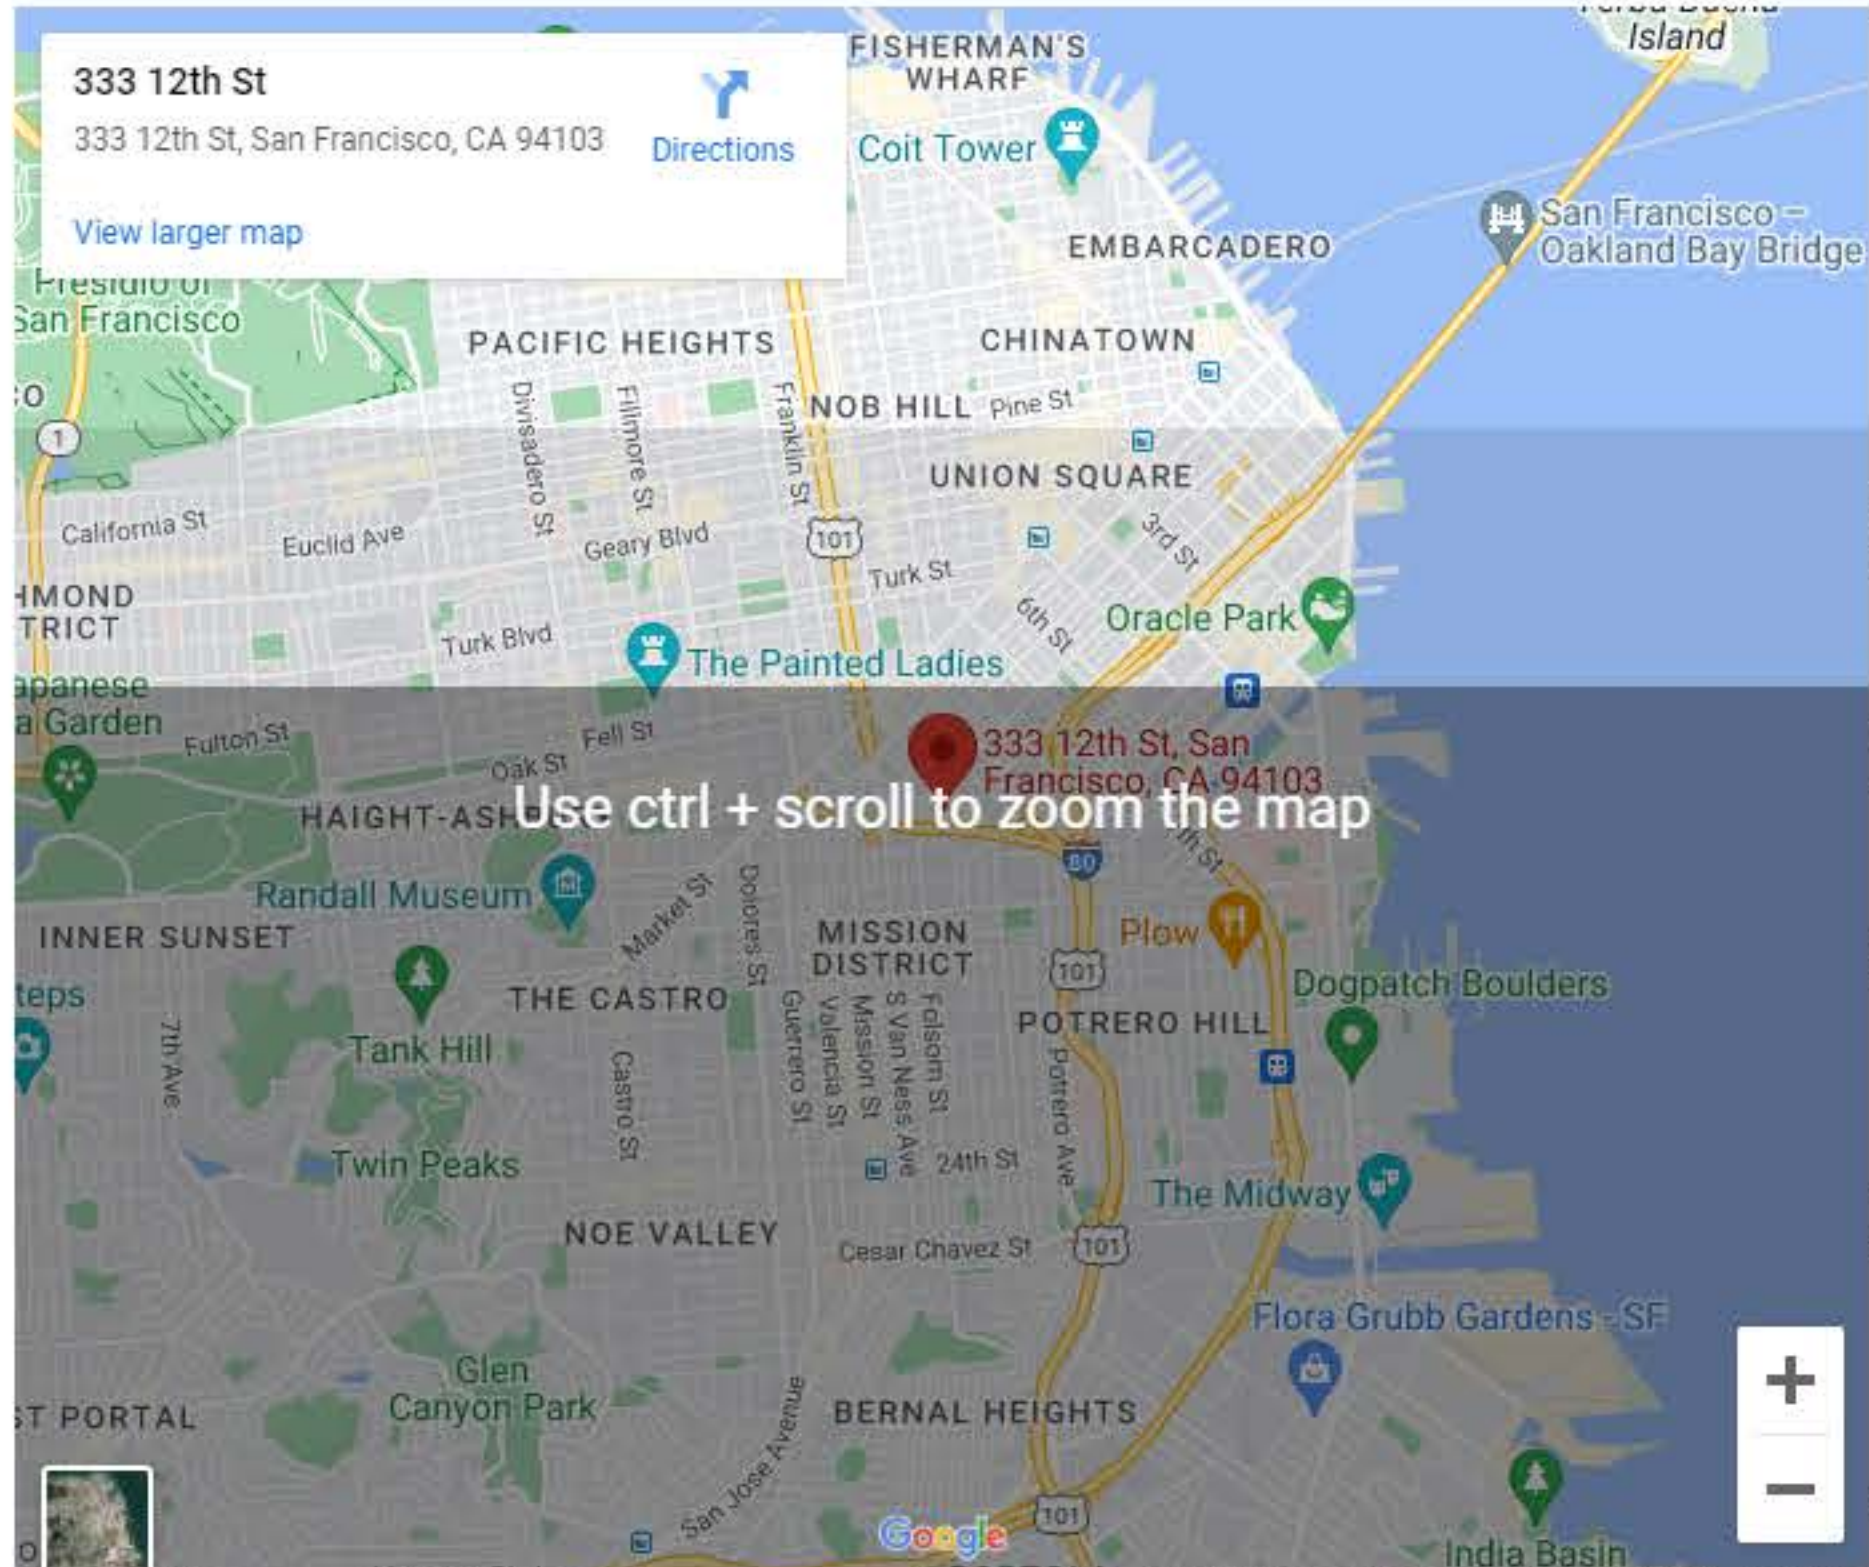 Island
FISHERMAN'S
WHARF
333 12th St
333 12th St, San Francisco, CA 94103
Directions
View larger map
Coit Tower
San Francisco –
Oakland Bay Bridge
EMBARCADERO
Presidio of
San Francisco
PACIFIC HEIGHTS
CHINATOWN
Divisadero St
Fillmore St
Franklin St
NOB HILL
Pine St
1
UNION SQUARE
California St
Euclid Ave
Geary Blvd
101
3rd St
Turk St
HMOND
TRICT
6th St
Oracle Park
Turk Blvd
The Painted Ladies
apanese
a Garden
Fulton St
Fell St
Oak St
333 12th St, San
Francisco, CA 94103
HAIGHT-ASH
Use ctrl + scroll to zoom the map
th St
80
Randall Museum
Market St
Dolores St
INNER SUNSET
MISSION
DISTRICT
Plow
101
teps
THE CASTRO
Dogpatch Boulders
7th Ave
Tank Hill
Guerrero St
Valencia St
Mission St
S Van Ness Ave
Folsom St
POTRERO HILL
Castro St
Potrero Ave
Twin Peaks
24th St
The Midway
NOE VALLEY
Cesar Chavez St
101
Flora Grubb Gardens - SF
Glen
Canyon Park
ST PORTAL
BERNAL HEIGHTS
San Jose Avenue
Google
101
India Basin